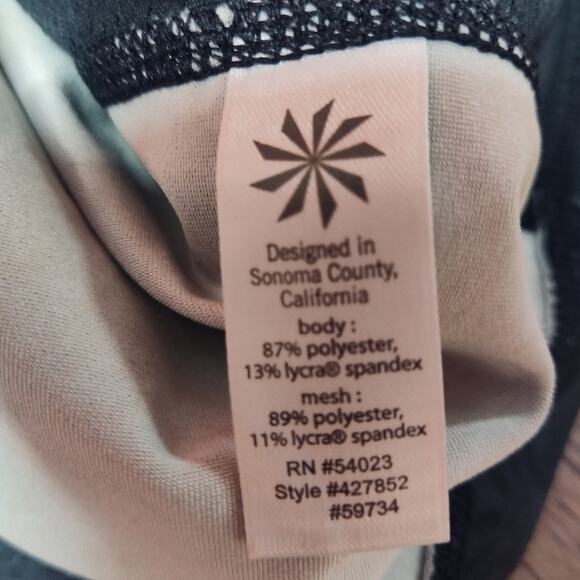 Designed in
Sonoma County,
California
body :
87% polyester,
13% lycra® spandex
mesh :
89% polyester,
11% lycra® spandex
RN #54023
Style #427852
#59734